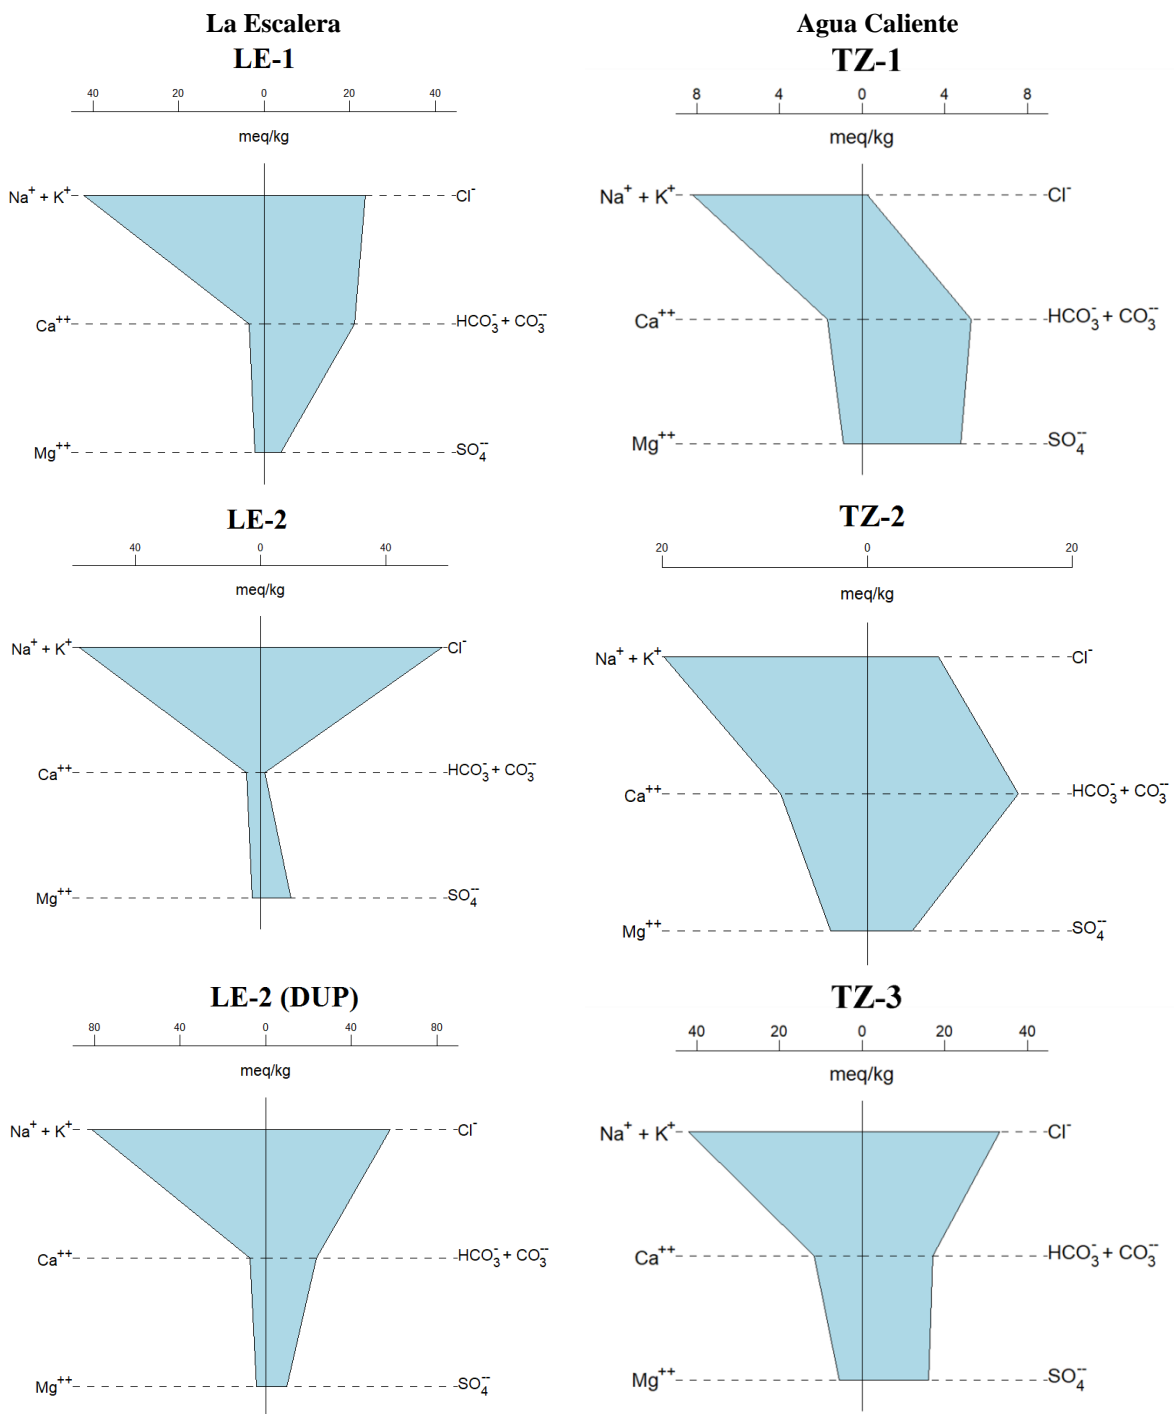 La Escalera
LE-1
40 20 0 20 40
meq/kg
Na⁺ + K⁺ Cl⁻
Ca⁺⁺ HCO₃⁻ + CO₃⁻⁻
Mg⁺⁺ SO₄⁻⁻
LE-2
40 0 40
meq/kg
Na⁺ + K⁺ Cl⁻
Ca⁺⁺ HCO₃⁻ + CO₃⁻⁻
Mg⁺⁺ SO₄⁻⁻
LE-2 (DUP)
80 40 0 40 80
meq/kg
Na⁺ + K⁺ Cl⁻
Ca⁺⁺ HCO₃⁻ + CO₃⁻⁻
Mg⁺⁺ SO₄⁻⁻
Agua Caliente
TZ-1
8 4 0 4 8
meq/kg
Na⁺ + K⁺ Cl⁻
Ca⁺⁺ HCO₃⁻ + CO₃⁻⁻
Mg⁺⁺ SO₄⁻⁻
TZ-2
20 0 20
meq/kg
Na⁺ + K⁺ Cl⁻
Ca⁺⁺ HCO₃⁻ + CO₃⁻⁻
Mg⁺⁺ SO₄⁻⁻
TZ-3
40 20 0 20 40
meq/kg
Na⁺ + K⁺ Cl⁻
Ca⁺⁺ HCO₃⁻ + CO₃⁻⁻
Mg⁺⁺ SO₄⁻⁻